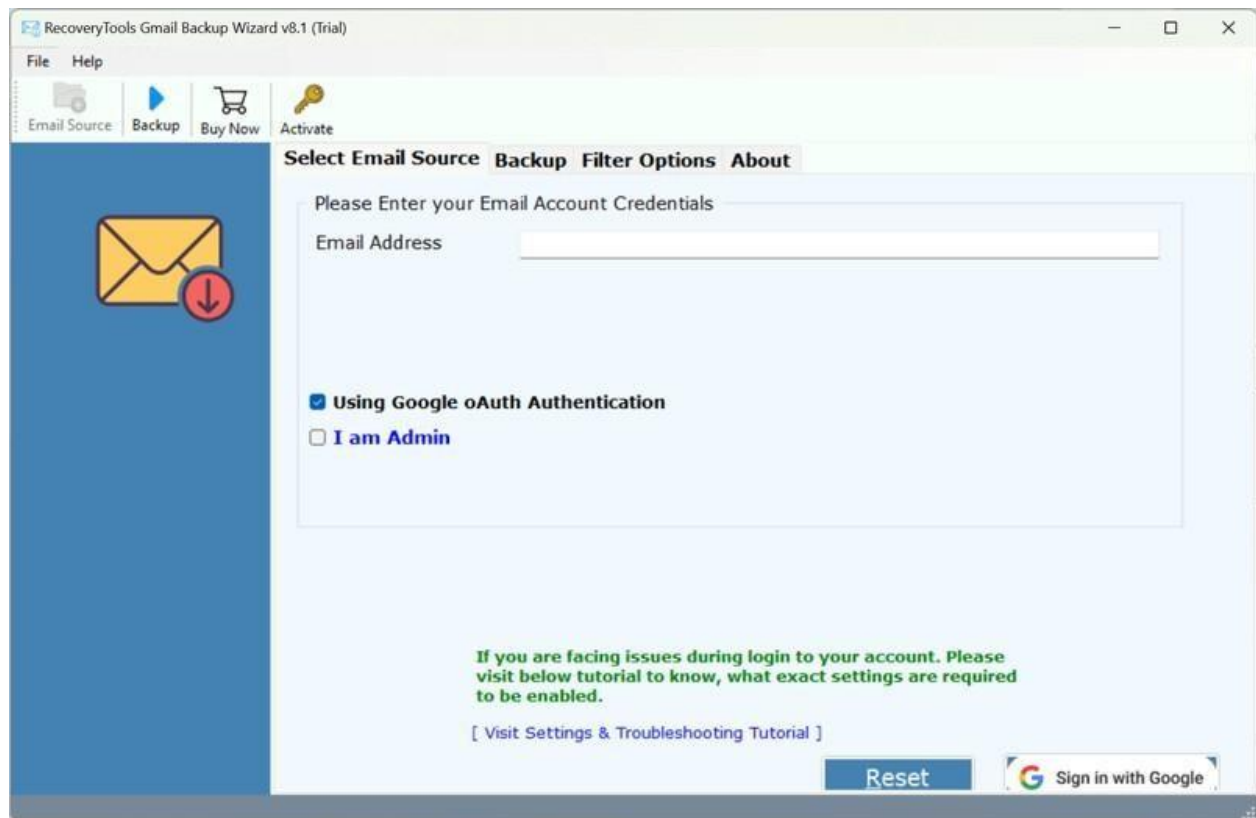 RecoveryTools Gmail Backup Wizard v8.1 (Trial)
File Help
Email Source Backup Buy Now Activate
Select Email Source Backup Filter Options About
Please Enter your Email Account Credentials
Email Address
Using Google oAuth Authentication
I am Admin
If you are facing issues during login to your account. Please
visit below tutorial to know, what exact settings are required
to be enabled.
[ Visit Settings & Troubleshooting Tutorial ]
Reset Sign in with Google